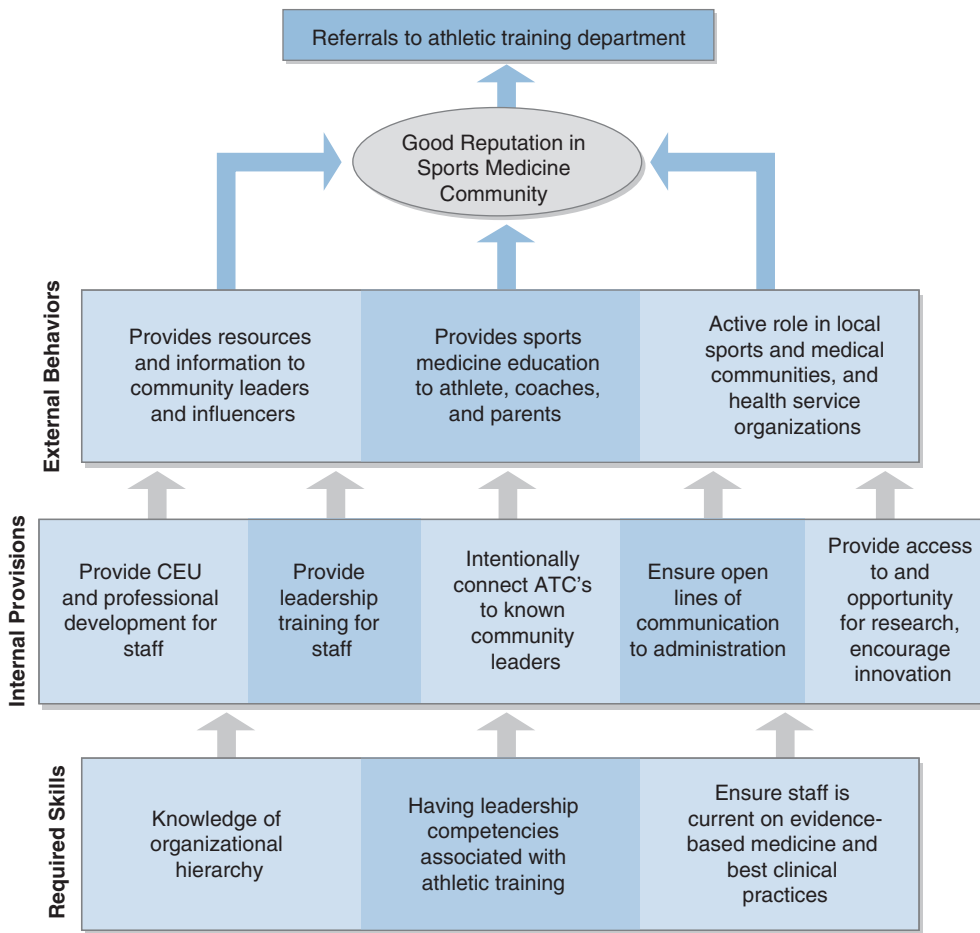 Referrals to athletic training department
Good Reputation in
Sports Medicine
Community
External Behaviors
Provides resources
and information to
community leaders
and influencers
Provides sports
medicine education
to athlete, coaches,
and parents
Active role in local
sports and medical
communities, and
health service
organizations
Internal Provisions
Provide CEU
and professional
development for
staff
Provide
leadership
training for
staff
Intentionally
connect ATC's
to known
community
leaders
Ensure open
lines of
communication
to administration
Provide access
to and
opportunity
for research,
encourage
innovation
Required Skills
Knowledge of
organizational
hierarchy
Having leadership
competencies
associated with
athletic training
Ensure staff is
current on evidence-
based medicine and
best clinical
practices